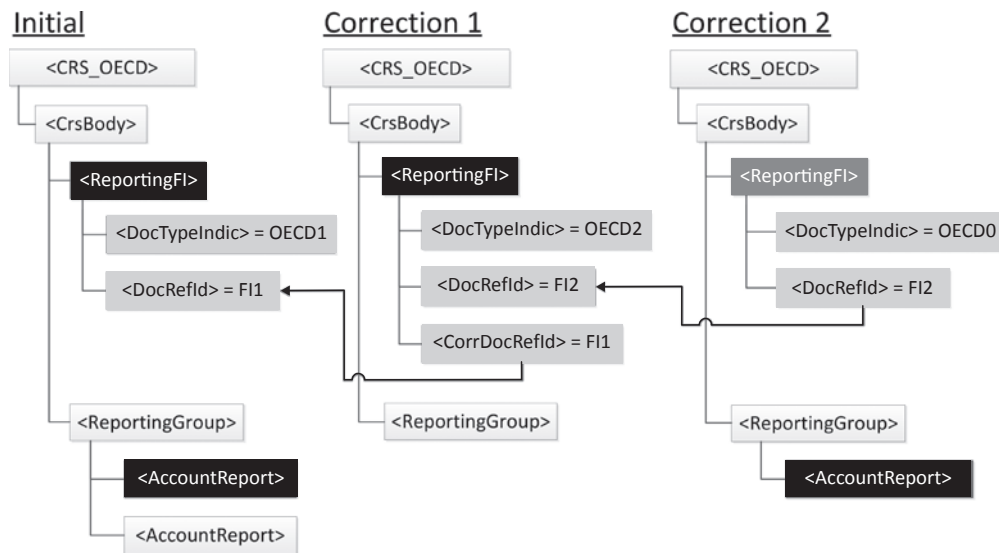 Initial
<CRS_OECD>
<CrsBody>
<ReportingFI>
<DocTypeIndic> = OECD1
<DocRefId> = FI1
<ReportingGroup>
<AccountReport>
<AccountReport>
Correction 1
<CRS_OECD>
<CrsBody>
<ReportingFI>
<DocTypeIndic> = OECD2
<DocRefId> = FI2
<CorrDocRefId> = FI1
<ReportingGroup>
Correction 2
<CRS_OECD>
<CrsBody>
<ReportingFI>
<DocTypeIndic> = OECD0
<DocRefId> = FI2
<ReportingGroup>
<AccountReport>